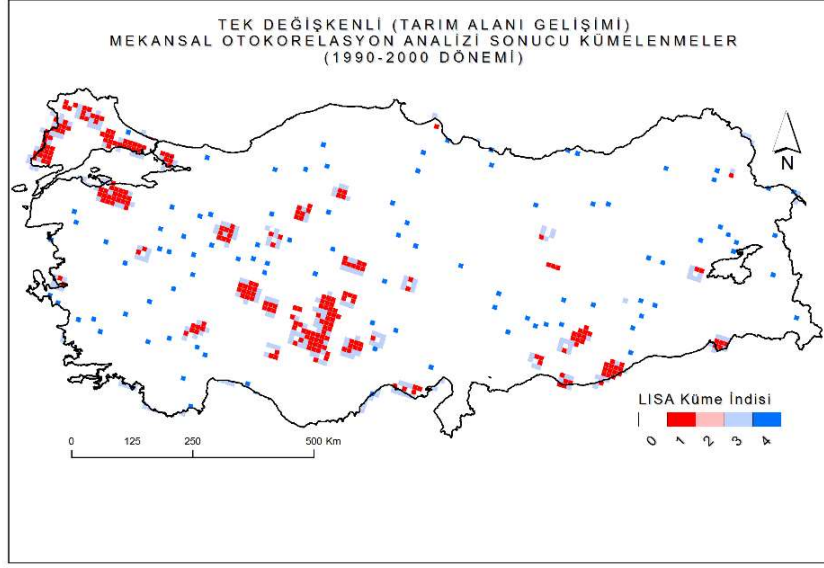 TEK DEĞİŞKENLİ (TARIM ALANI GELİŞİMİ)
MEKANSAL OTOKORELASYON ANALİZİ SONUCU KÜMELENMELER
(1990-2000 DÖNEMİ)
N
LISA Küme İndisi
0 1 2 3 4
0 125 250 500 Km